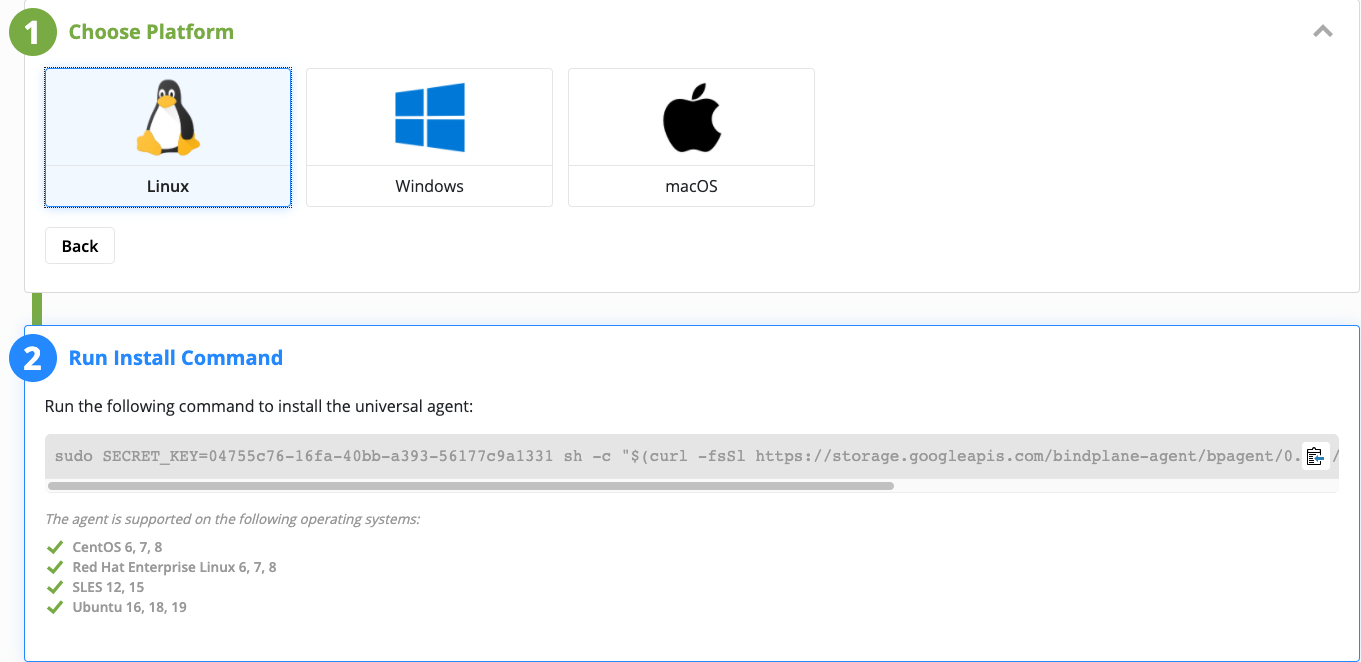 1 Choose Platform
Linux Windows macOS
Back
2 Run Install Command
Run the following command to install the universal agent:
sudo SECRET_KEY=04755c76-16fa-40bb-a393-56177c9a1331 sh -c "$(curl -fsSl https://storage.googleapis.com/bindplane-agent/bpagent/0.
The agent is supported on the following operating systems:
CentOS 6, 7, 8
Red Hat Enterprise Linux 6, 7, 8
SLES 12, 15
Ubuntu 16, 18, 19